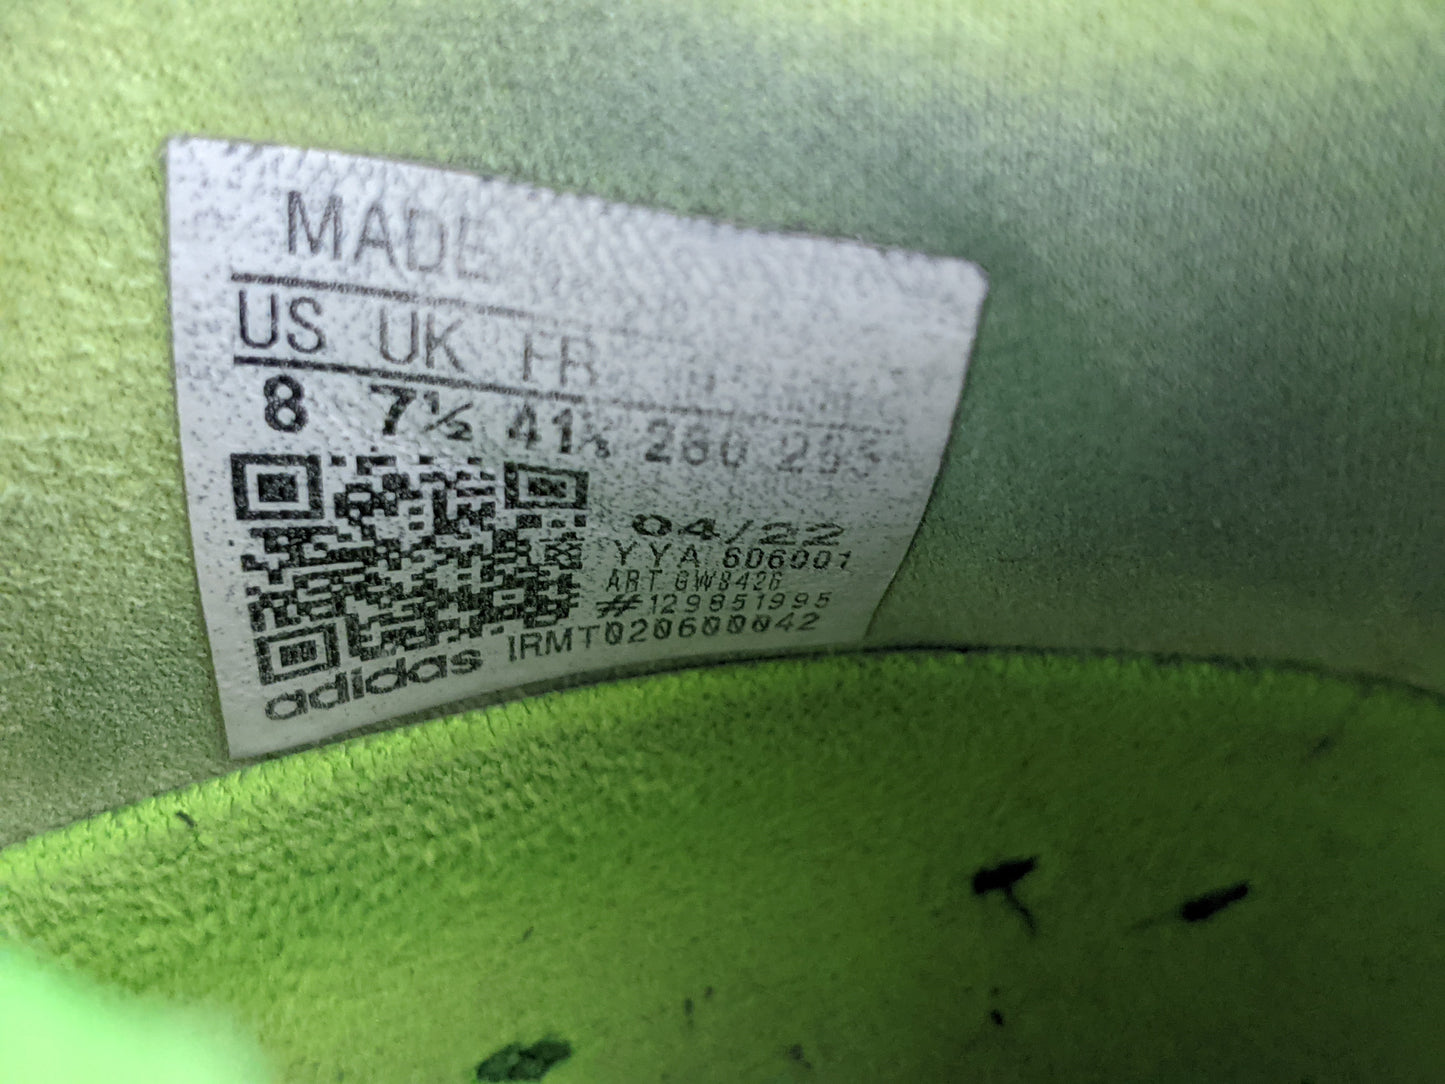 MADE
US UK FR
8 7½ 41⅓ 260 255
04/22
YYA 606001
ART GW8426
#129851995
IRMT020600042
adidas